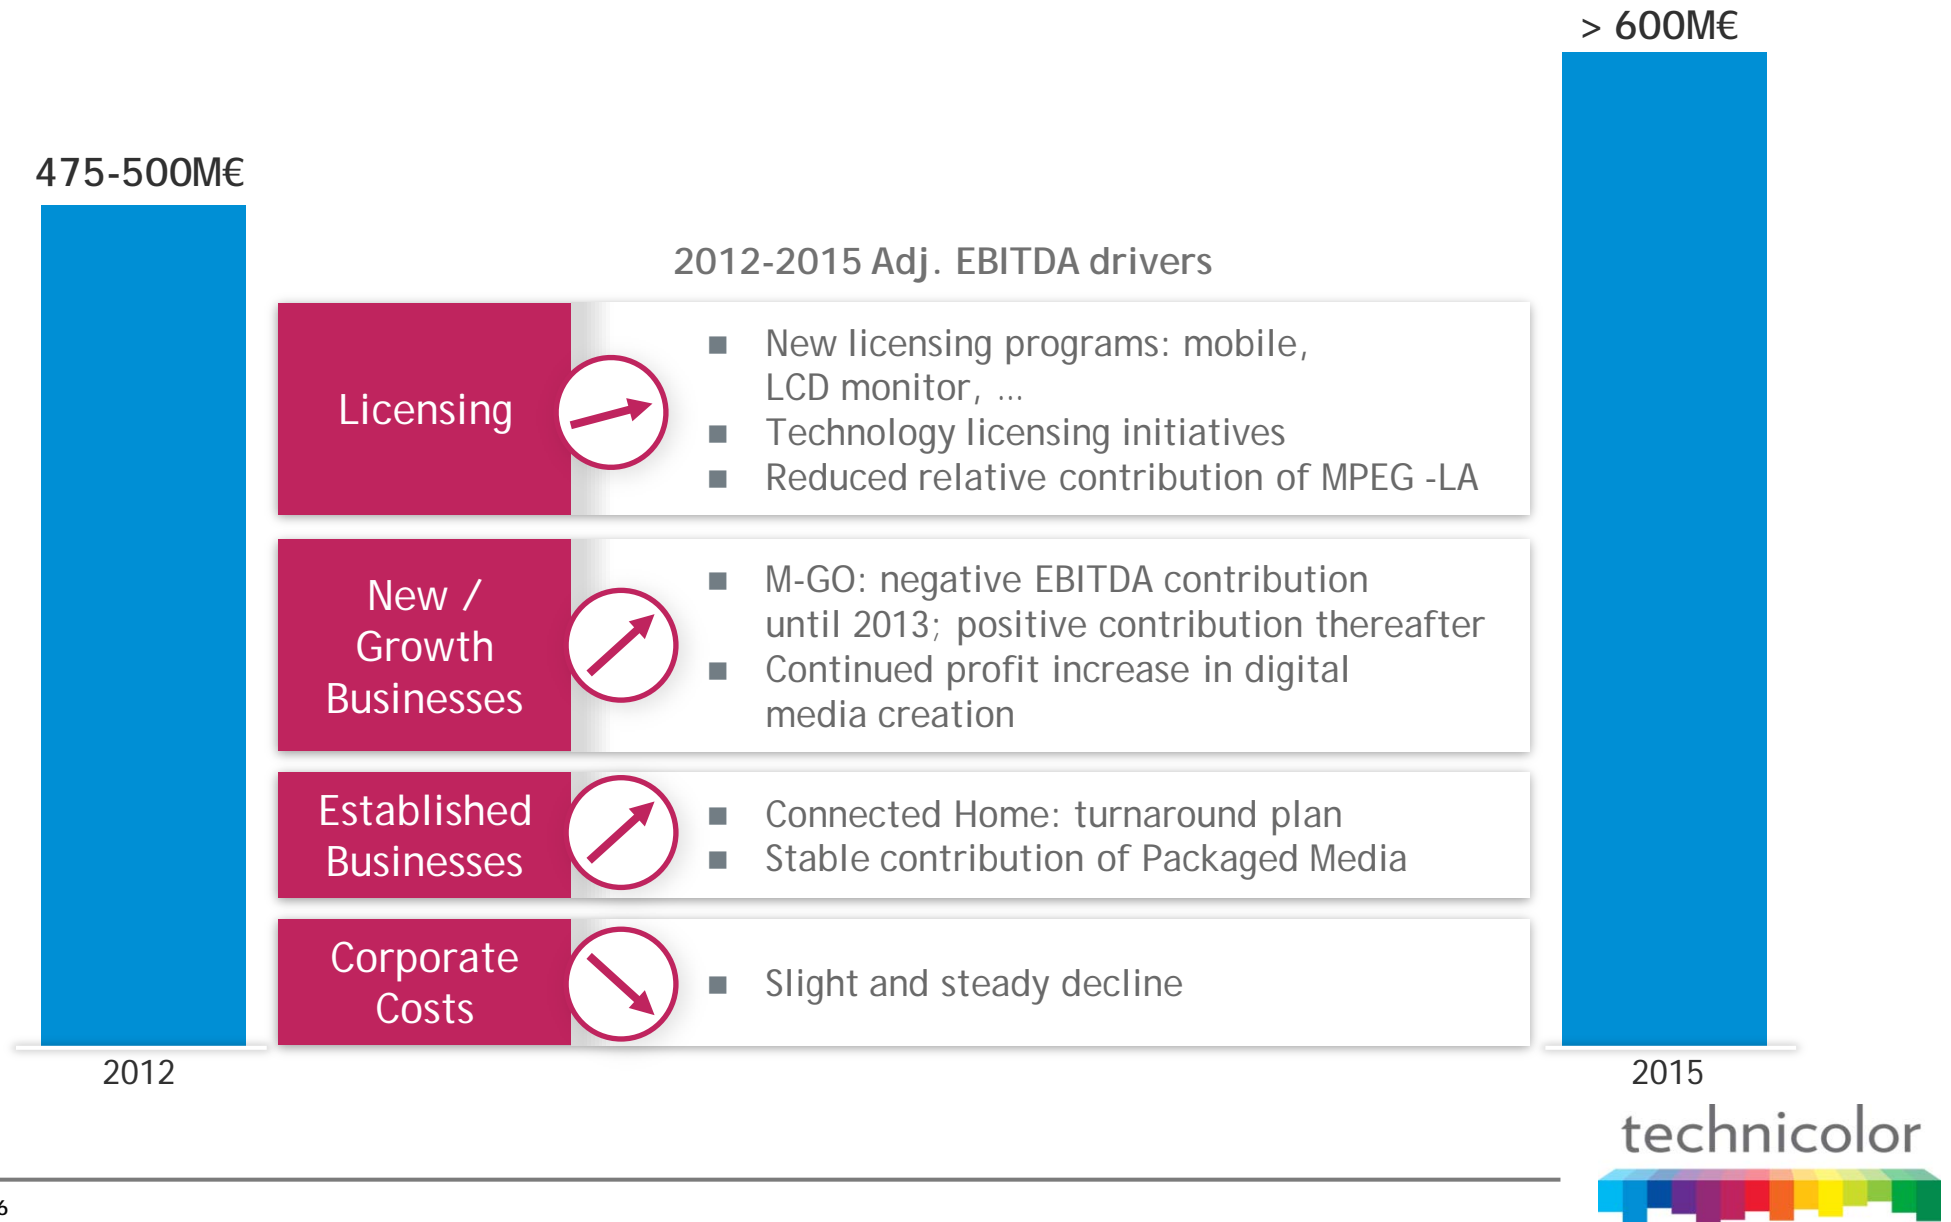 > 600M€
475-500M€
2012-2015 Adj. EBITDA drivers
Licensing
■ New licensing programs: mobile,
LCD monitor, …
■ Technology licensing initiatives
■ Reduced relative contribution of MPEG -LA
New /
Growth
Businesses
■ M-GO: negative EBITDA contribution
until 2013; positive contribution thereafter
■ Continued profit increase in digital
media creation
Established
Businesses
■ Connected Home: turnaround plan
■ Stable contribution of Packaged Media
Corporate
Costs
■ Slight and steady decline
2012
2015
technicolor